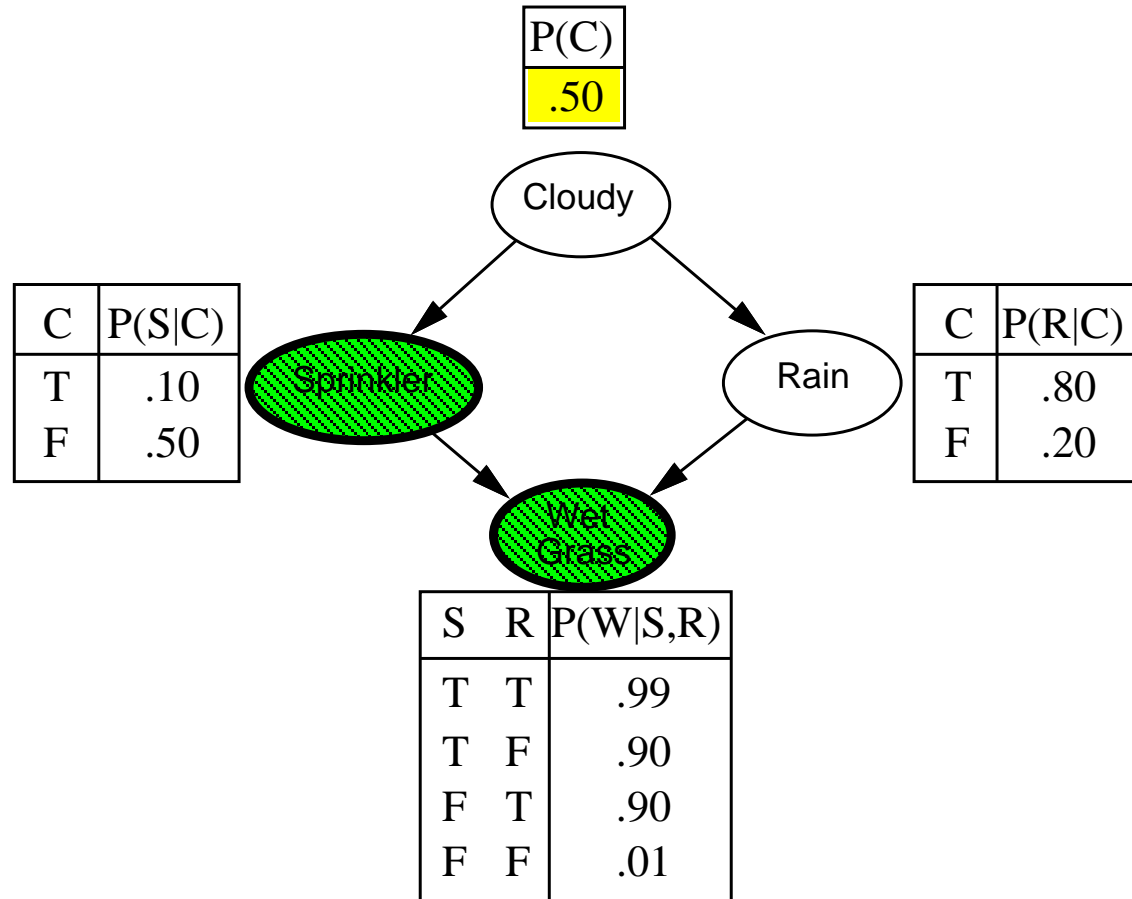 P(C)
.50
Cloudy
C P(S|C)
T .10
F .50
Sprinkler
Rain
C P(R|C)
T .80
F .20
Wet
Grass
S R P(W|S,R)
T T .99
T F .90
F T .90
F F .01